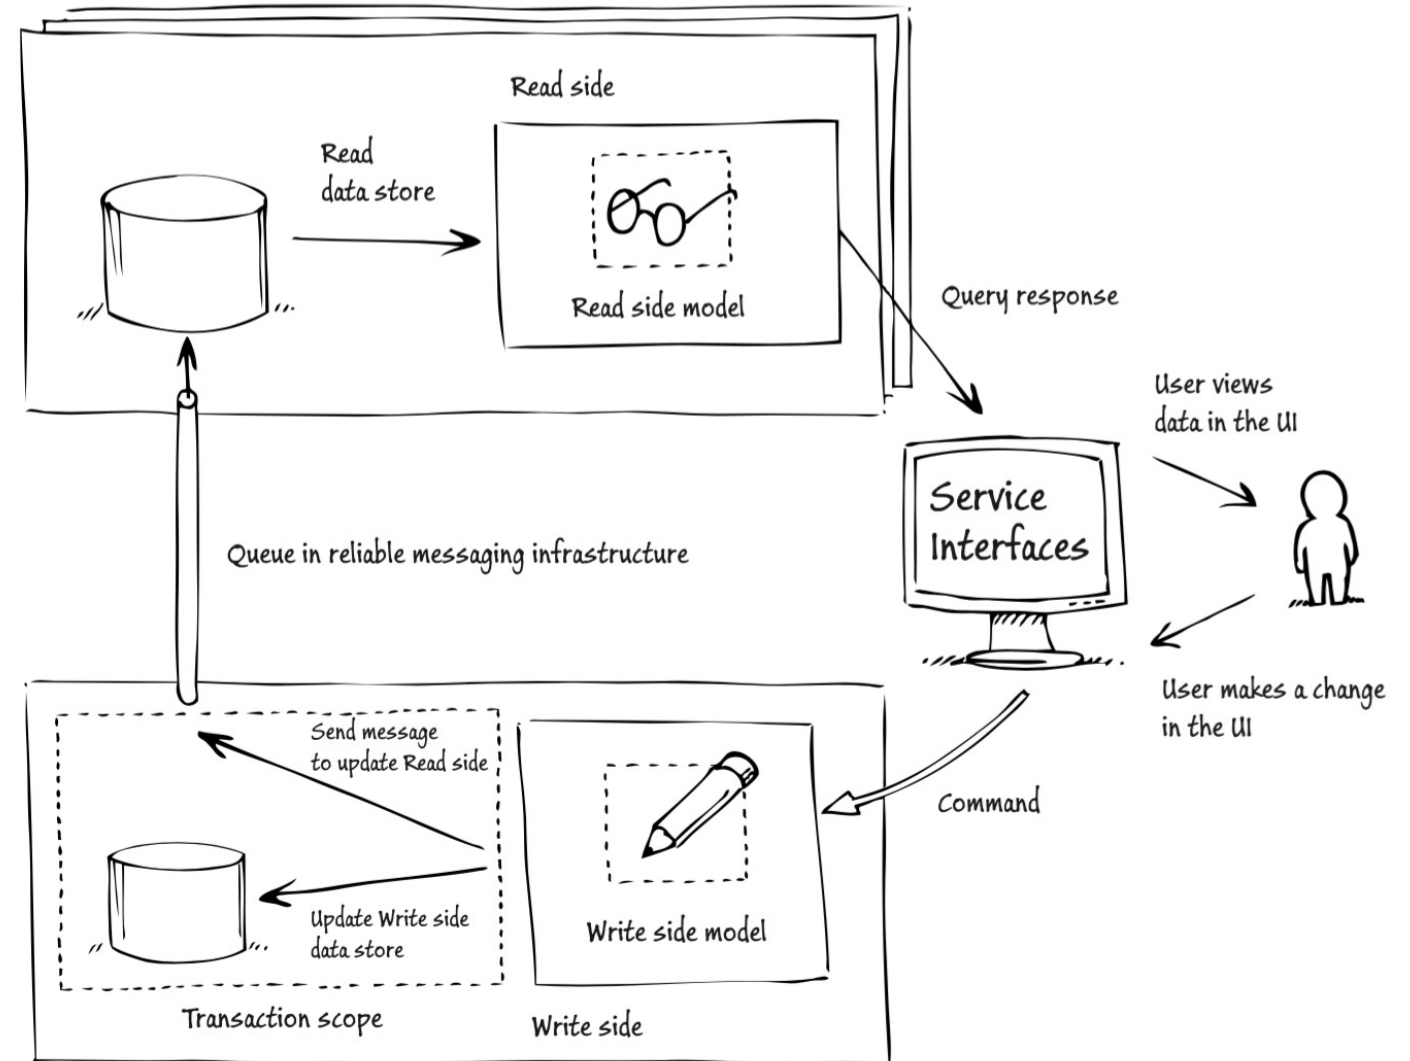 Read side
Read
data store
Read side model
Query response
User views
data in the UI
Service
Interfaces
Queue in reliable messaging infrastructure
User makes a change
in the UI
Send message
to update Read side
Command
Update Write side
data store
Write side model
Transaction scope
Write side